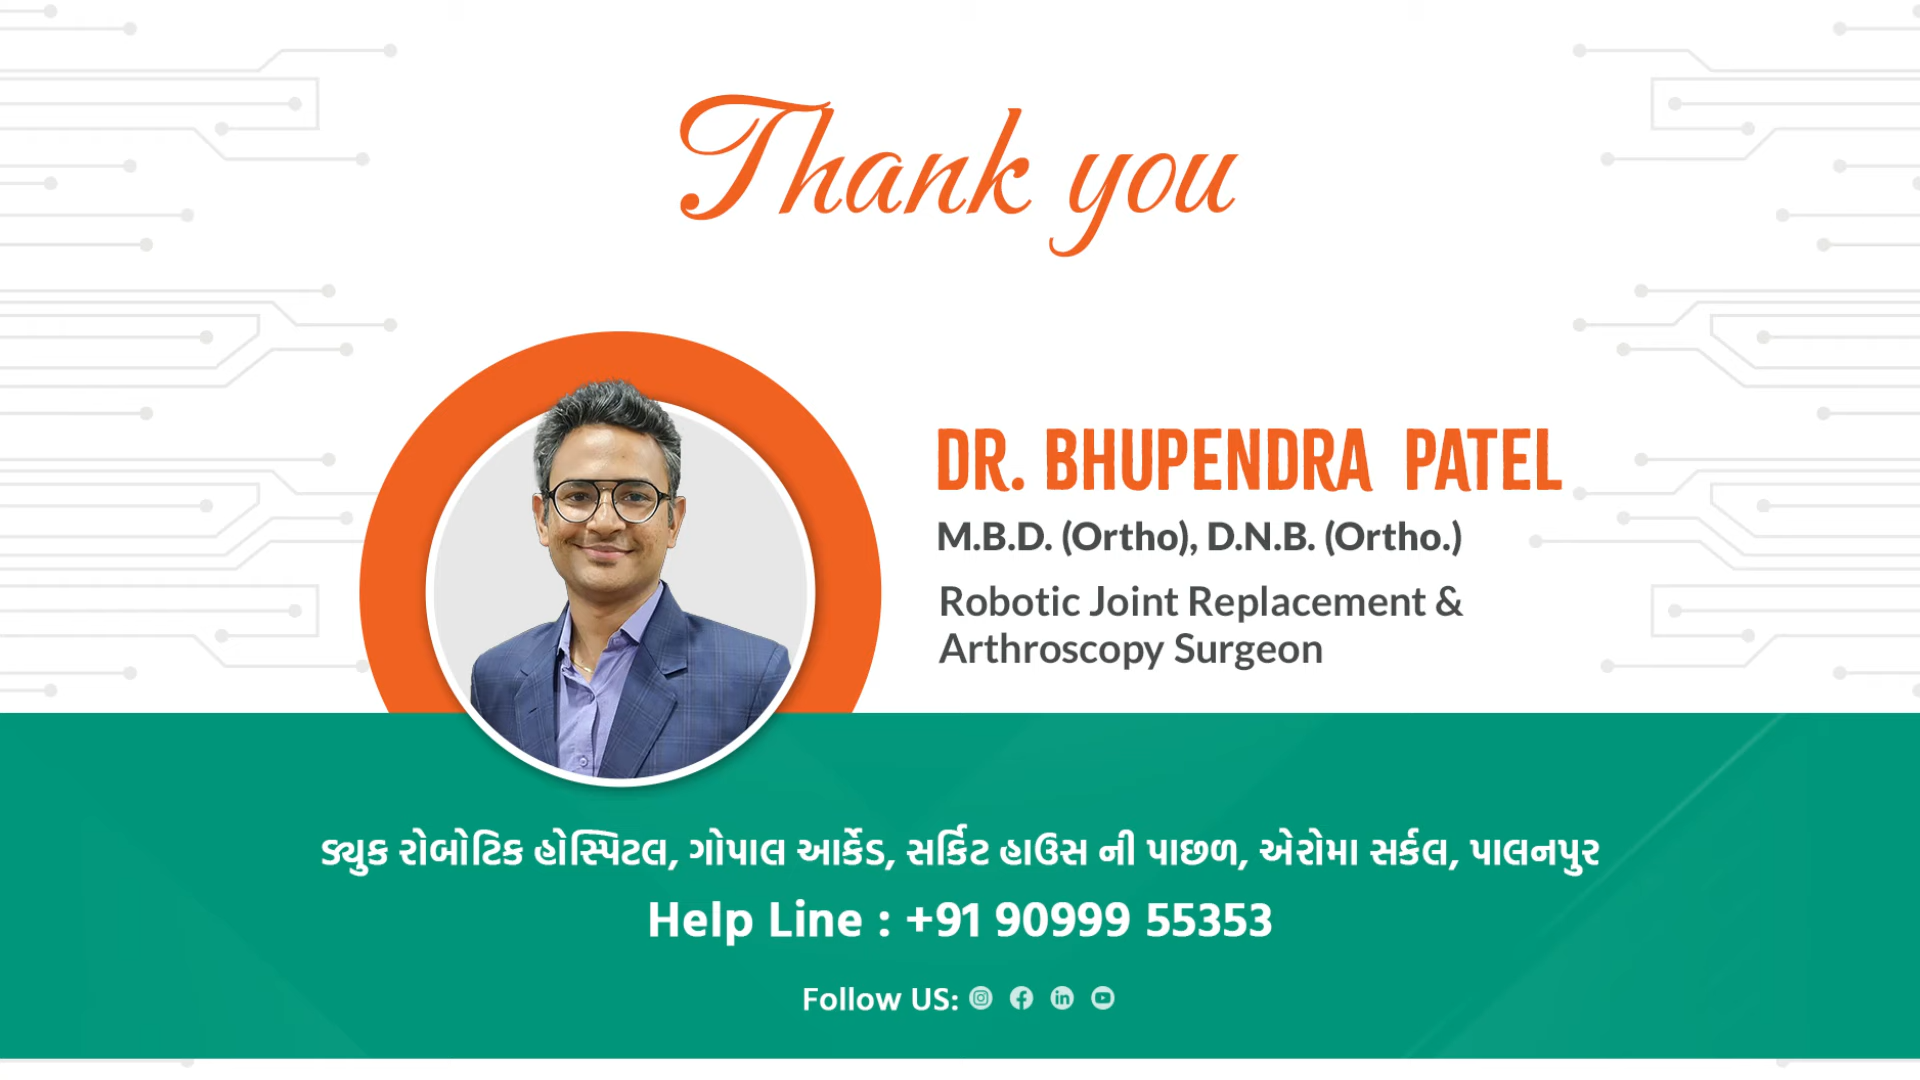 Thank you
DR. BHUPENDRA PATEL
M.B.D. (Ortho), D.N.B. (Ortho.)
Robotic Joint Replacement &
Arthroscopy Surgeon
ડ્યુક રોબોટિક હોસ્પિટલ, ગોપાલ આર્કેડ, સર્કિટ હાઉસ ની પાછળ, એરોમા સર્કલ, પાલનપુર
Help Line : +91 90999 55353
Follow US: